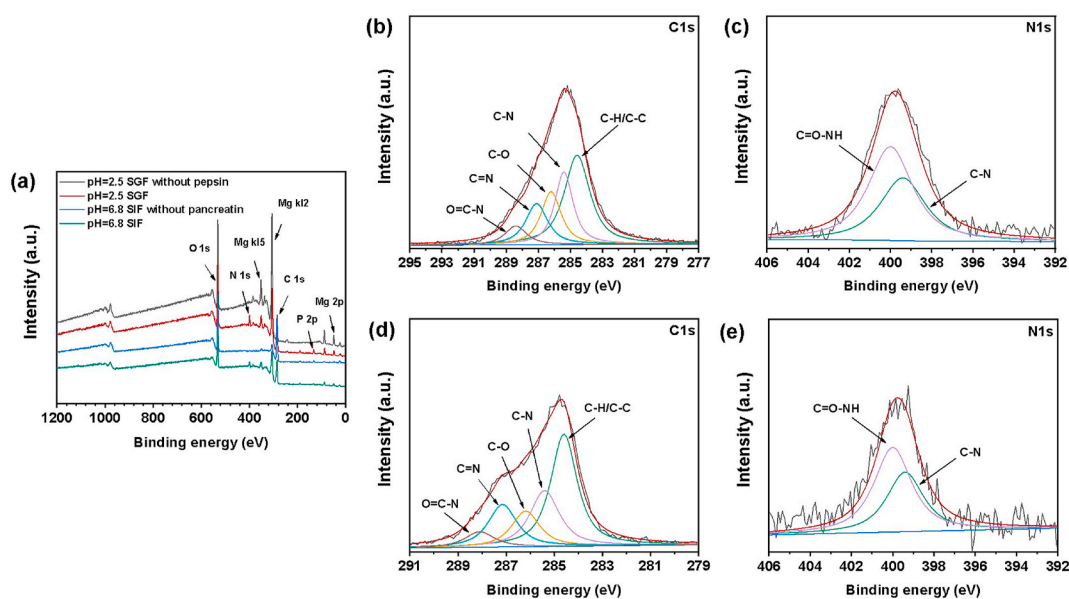 (a)
pH=2.5 SGF without pepsin
pH=2.5 SGF
pH=6.8 SIF without pancreatin
pH=6.8 SIF
Mg kl2
O 1s
Mg kl5
N 1s
C 1s
Mg 2p
P 2p
Intensity (a.u.)
1200 1000 800 600 400 200 0
Binding energy (eV)
(b)
C1s
C-N
C-H/C-C
C-O
C=N
O=C-N
Intensity (a.u.)
295 293 291 289 287 285 283 281 279 277
Binding energy (eV)
(c)
N1s
C=O-NH
C-N
Intensity (a.u.)
406 404 402 400 398 396 394 392
Binding energy (eV)
(d)
C1s
C-H/C-C
C-N
C-O
C=N
O=C-N
Intensity (a.u.)
291 289 287 285 283 281 279
Binding energy (eV)
(e)
N1s
C=O-NH
C-N
Intensity (a.u.)
406 404 402 400 398 396 394 392
Binding energy (eV)